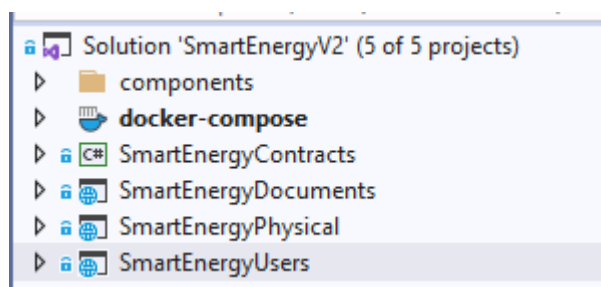 Solution 'SmartEnergyV2' (5 of 5 projects)
components
docker-compose
C# SmartEnergyContracts
SmartEnergyDocuments
SmartEnergyPhysical
SmartEnergyUsers